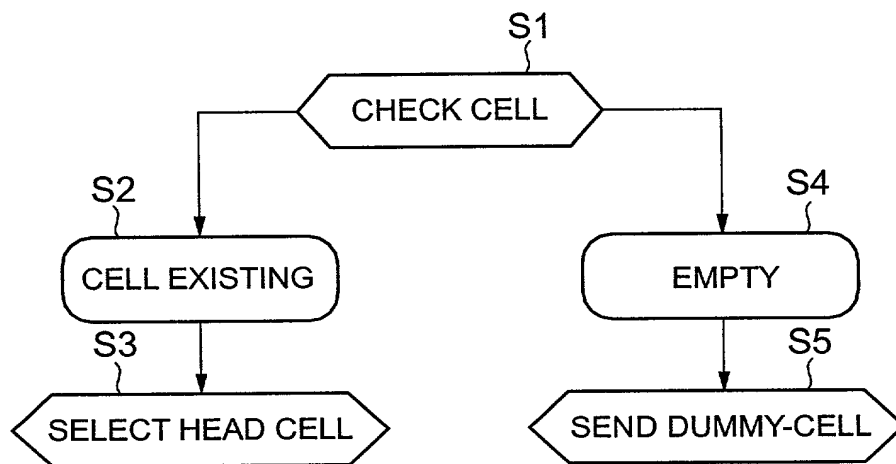 S1
CHECK CELL
S2
S4
CELL EXISTING
EMPTY
S3
S5
SELECT HEAD CELL
SEND DUMMY-CELL